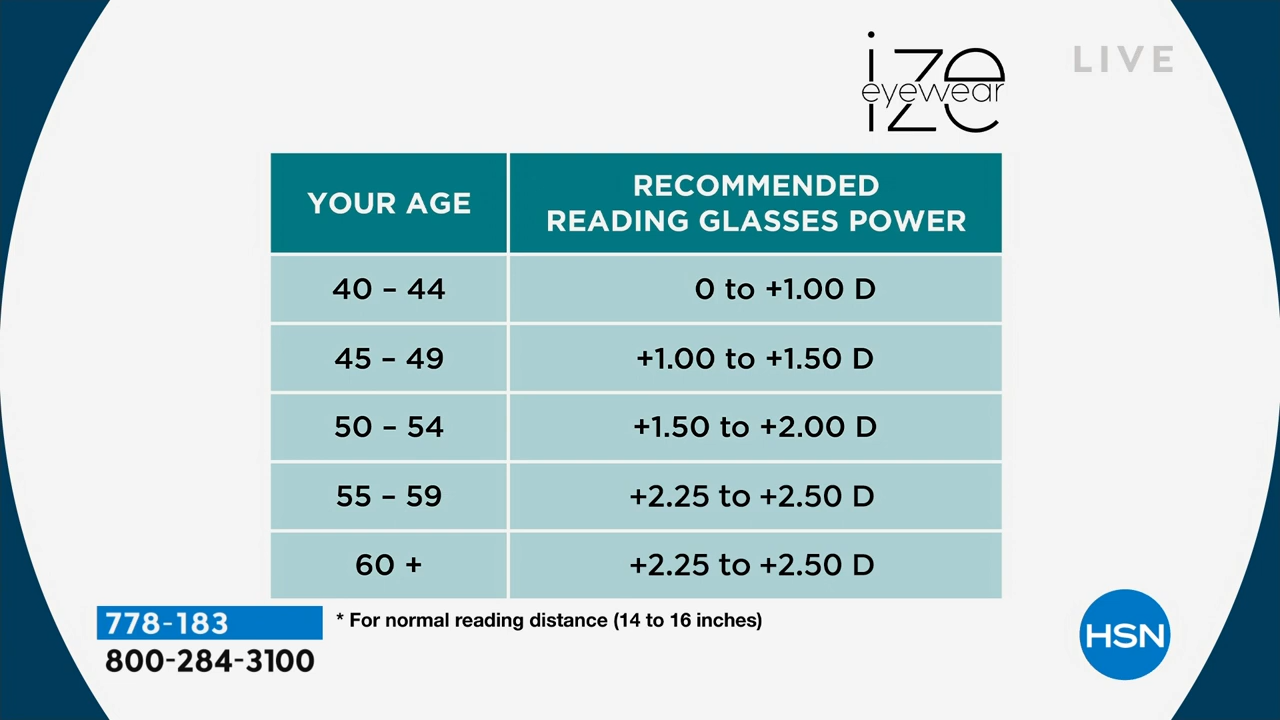 ize
eyewear
LIVE
YOUR AGE
RECOMMENDED
READING GLASSES POWER
40 – 44
0 to +1.00 D
45 – 49
+1.00 to +1.50 D
50 – 54
+1.50 to +2.00 D
55 – 59
+2.25 to +2.50 D
60 +
+2.25 to +2.50 D
778-183
* For normal reading distance (14 to 16 inches)
800-284-3100
HSN